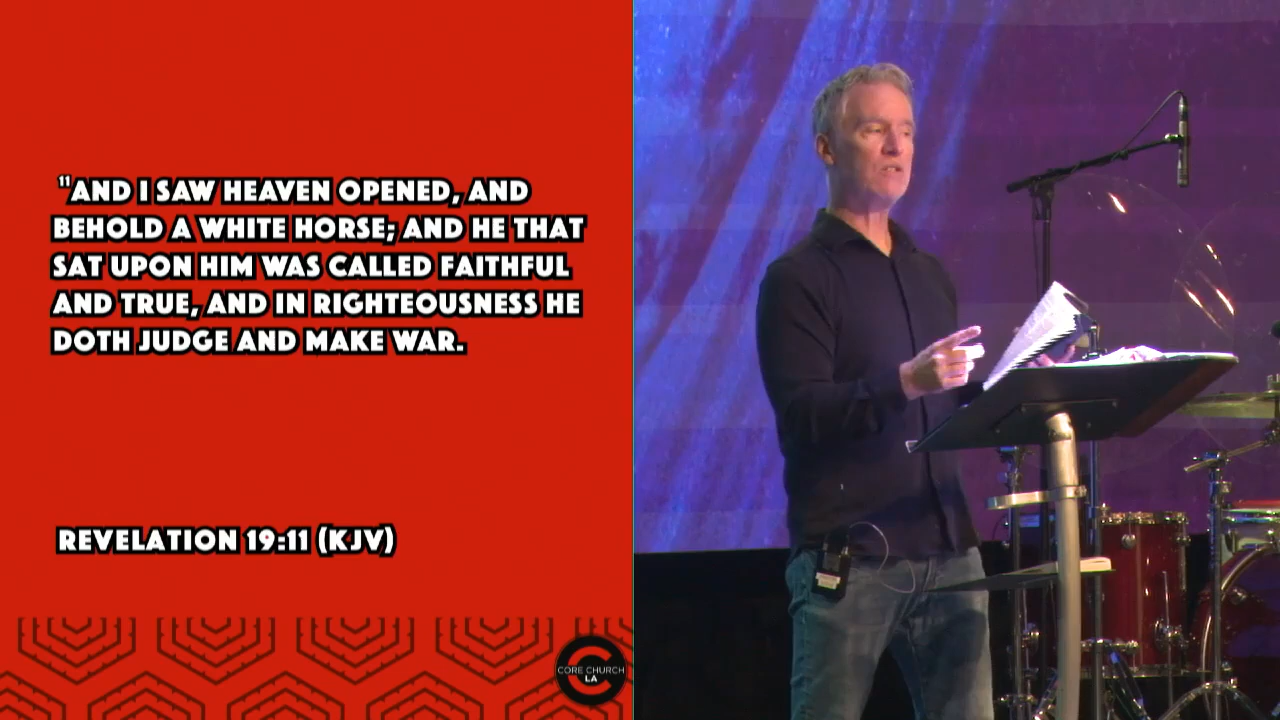 ¹¹AND I SAW HEAVEN OPENED, AND
BEHOLD A WHITE HORSE; AND HE THAT
SAT UPON HIM WAS CALLED FAITHFUL
AND TRUE, AND IN RIGHTEOUSNESS HE
DOTH JUDGE AND MAKE WAR.
REVELATION 19:11 (KJV)
CORE CHURCH
LA